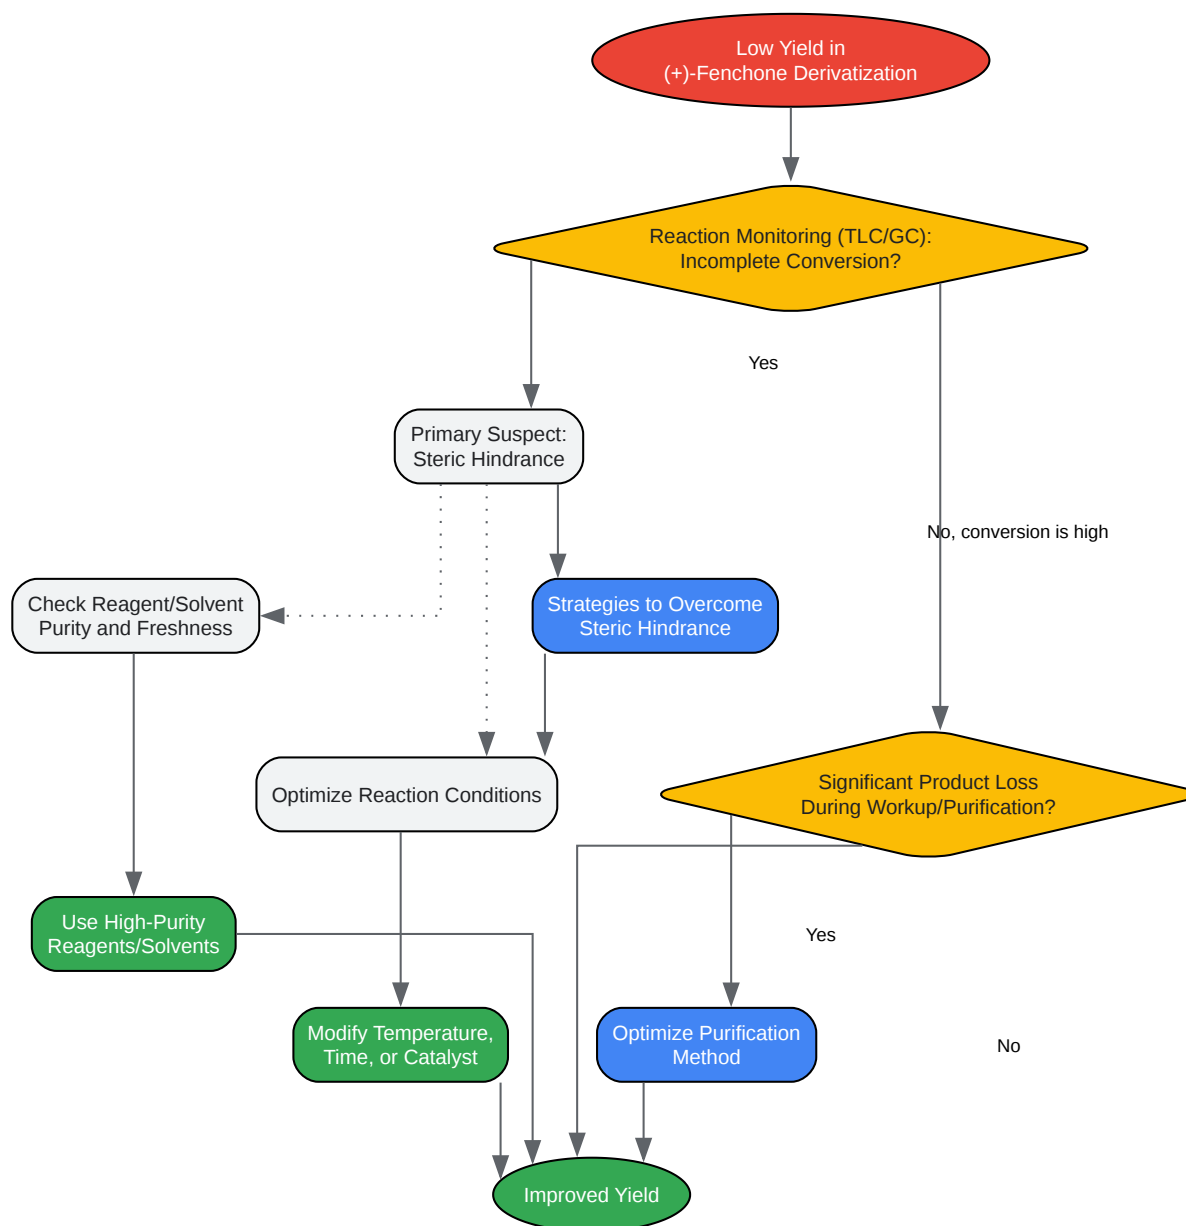 Low Yield in
(+)-Fenchone Derivatization
Reaction Monitoring (TLC/GC):
Incomplete Conversion?
Yes
Primary Suspect:
Steric Hindrance
No, conversion is high
Check Reagent/Solvent
Purity and Freshness
Strategies to Overcome
Steric Hindrance
Optimize Reaction Conditions
Significant Product Loss
During Workup/Purification?
Use High-Purity
Reagents/Solvents
Yes
Modify Temperature,
Time, or Catalyst
Optimize Purification
Method
No
Improved Yield